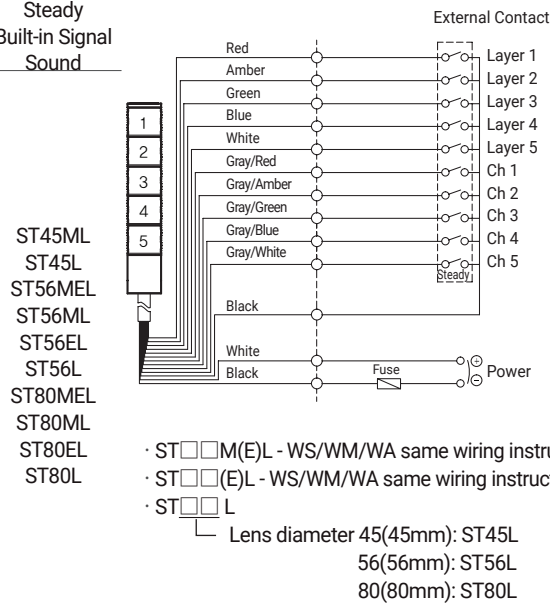 Steady
Built-in Signal
Sound
ST45ML
ST45L
ST56MEL
ST56ML
ST56EL
ST56L
ST80MEL
ST80ML
ST80EL
ST80L
External Contact
Red
Layer 1
Amber
Layer 2
Green
Layer 3
Blue
Layer 4
White
Layer 5
Gray/Red
Ch 1
Gray/Amber
Ch 2
Gray/Green
Ch 3
Gray/Blue
Ch 4
Gray/White
Ch 5
Steady
1
2
3
4
5
Black
White
Black
Fuse
⊕
⊖
Power
· ST□□M(E)L - WS/WM/WA same wiring
· ST□□(E)L - WS/WM/WA same wiring
· ST□□ L
Lens diameter 45(45mm): ST45L
56(56mm): ST56L
80(80mm): ST80L